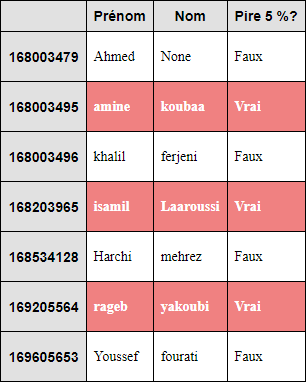 Prénom Nom Pire 5 %?
168003479 Ahmed None Faux
168003495 amine koubaa Vrai
168003496 khalil ferjeni Faux
168203965 isamil Laaroussi Vrai
168534128 Harchi mehrez Faux
169205564 rageb yakoubi Vrai
169605653 Youssef fourati Faux